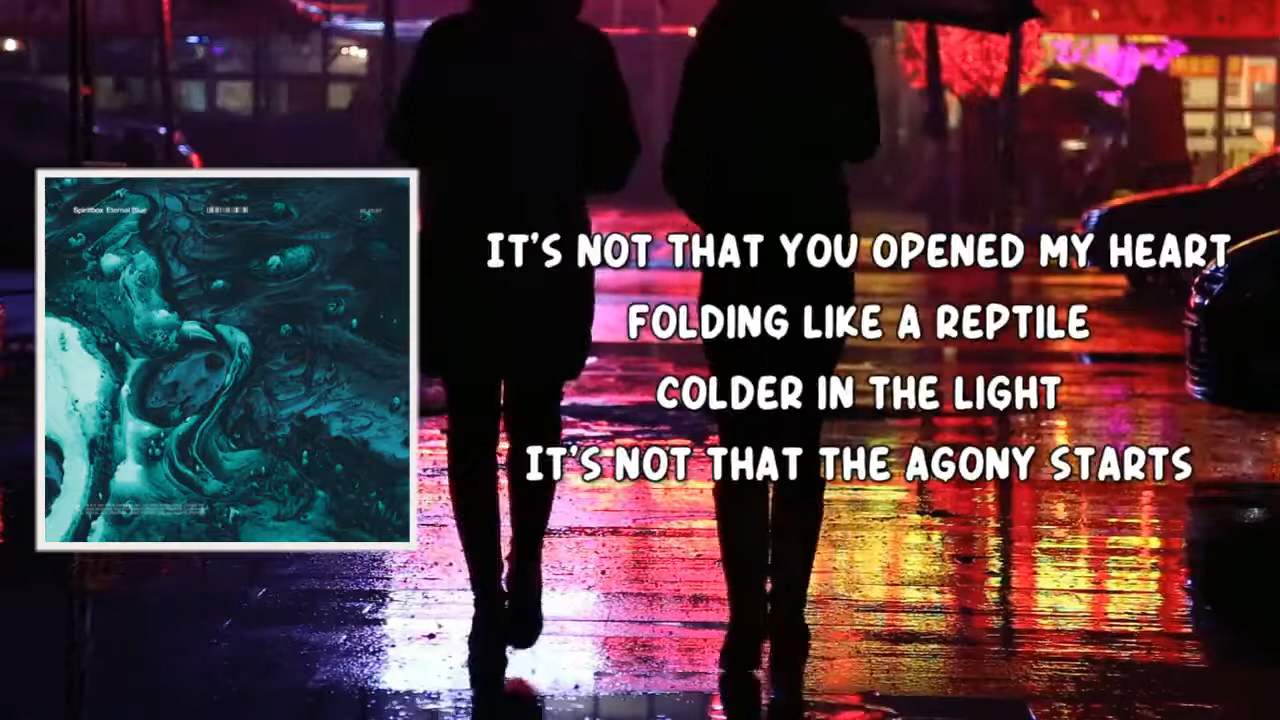 Spiritbox Eternal Blue
IT'S NOT THAT YOU OPENED MY HEART
FOLDING LIKE A REPTILE
COLDER IN THE LIGHT
IT'S NOT THAT THE AGONY STARTS